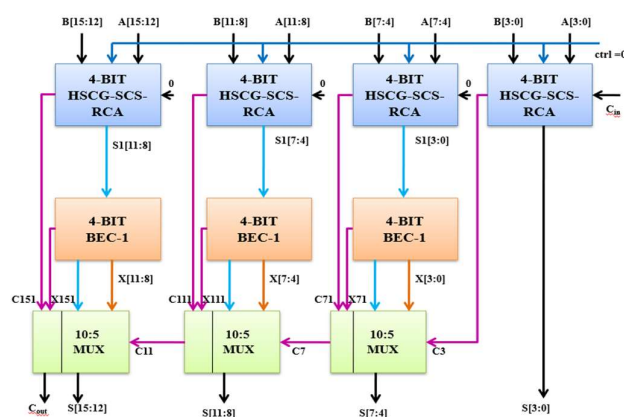 B[15:12] A[15:12] B[11:8] A[11:8] B[7:4] A[7:4] B[3:0] A[3:0]
ctrl =0
4-BIT
HSCG-SCS-
RCA
0
4-BIT
HSCG-SCS-
RCA
0
4-BIT
HSCG-SCS-
RCA
0
4-BIT
HSCG-SCS-
RCA
Cin
S1[11:8] S1[7:4] S1[3:0]
4-BIT
BEC-1
4-BIT
BEC-1
4-BIT
BEC-1
X[11:8] X[7:4] X[3:0]
C151 X151 C111 X111 C71 X71
10:5
MUX
C11
10:5
MUX
C7
10:5
MUX
C3
Cout S[15:12] S[11:8] S[7:4] S[3:0]